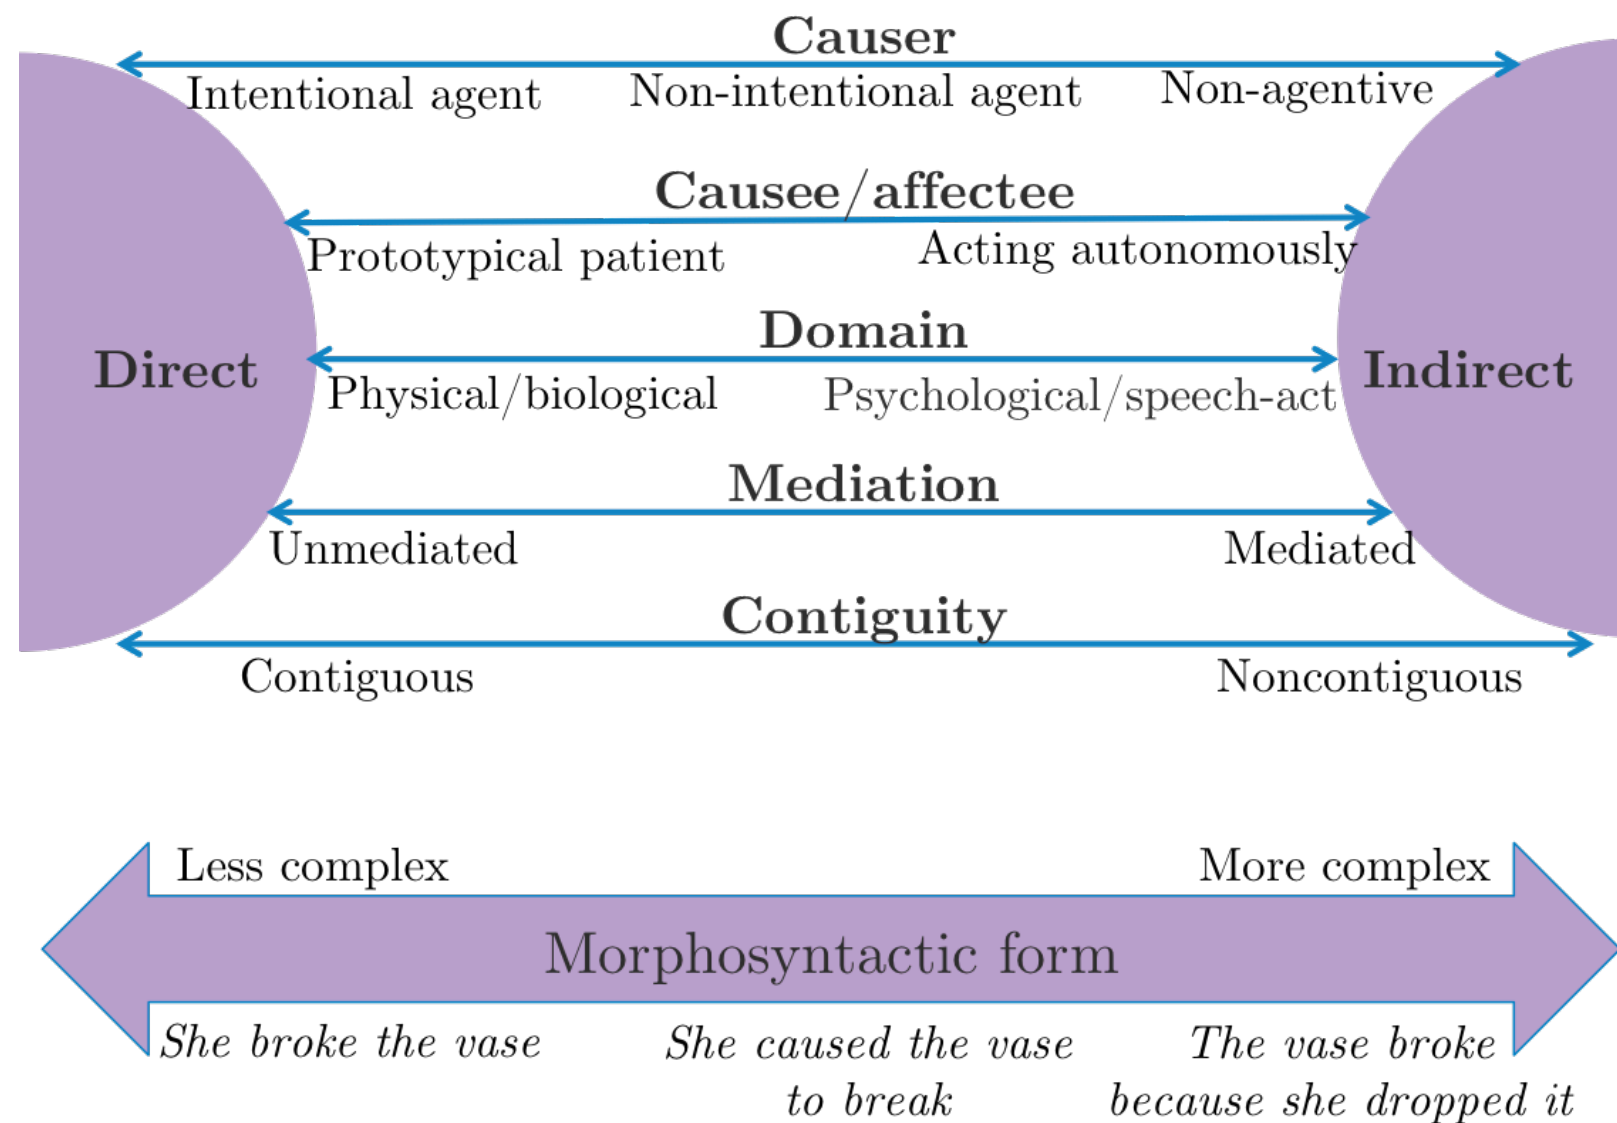 Causer
Intentional agent
Non-intentional agent
Non-agentive
Causee/affectee
Prototypical patient
Acting autonomously
Domain
Direct
Indirect
Physical/biological
Psychological/speech-act
Mediation
Unmediated
Mediated
Contiguity
Contiguous
Noncontiguous
Less complex
More complex
Morphosyntactic form
She broke the vase
She caused the vase
to break
The vase broke
because she dropped it